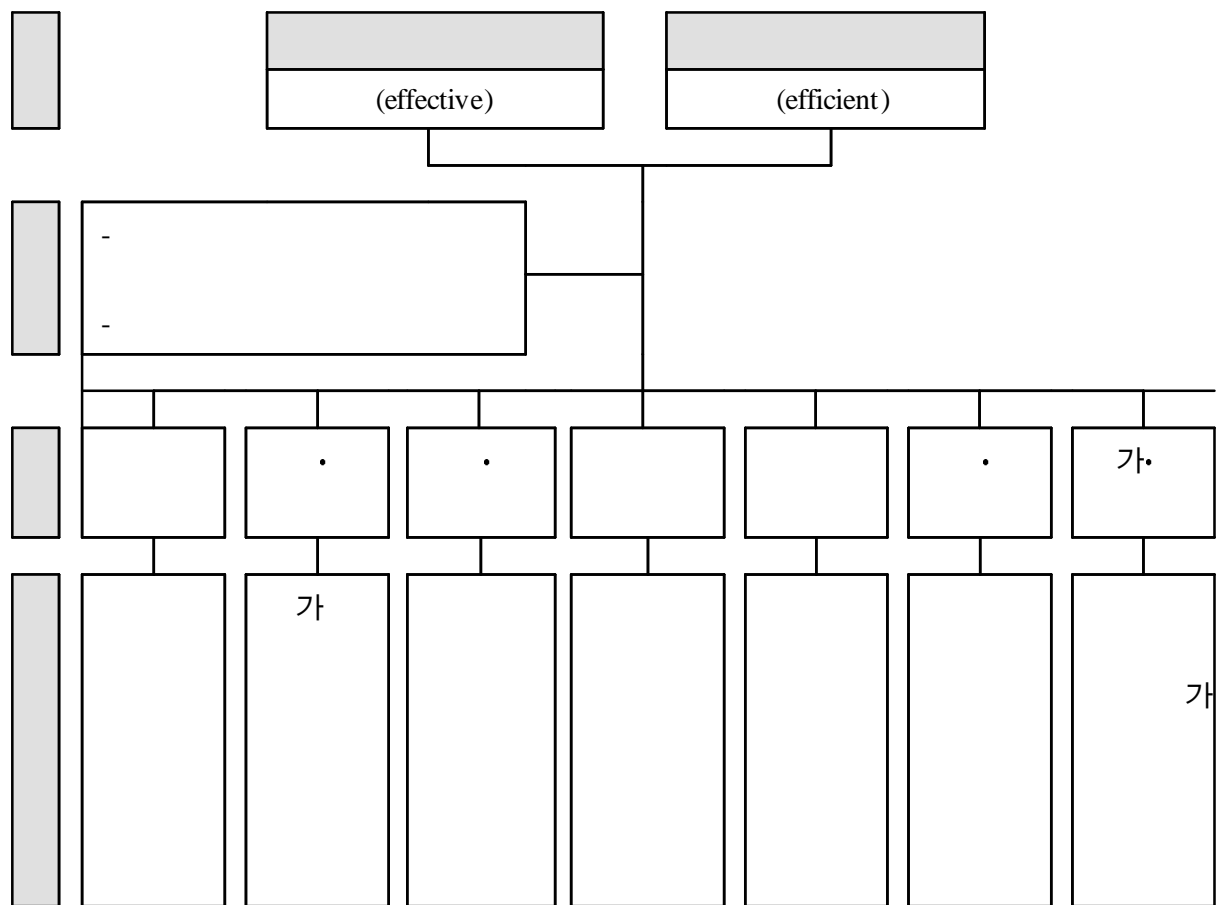 (effective) (efficient)
-
-
• • • 가•
가
가